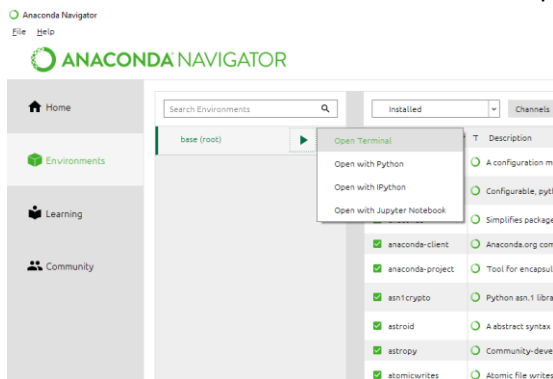 Anaconda Navigator
File Help
ANACONDA NAVIGATOR
Home
Environments
Learning
Community
Search Environments
base (root)
Open Terminal
Open with Python
Open with IPython
Open with Jupyter Notebook
Installed Channels
T Description
A configuration m
Configurable, pyth
Simplifies package
anaconda-client Anaconda.org com
anaconda-project Tool for encapsul
asn1crypto Python asn.1 libra
astroid A abstract syntax
astropy Community-deve
atomicwrites Atomic file writes